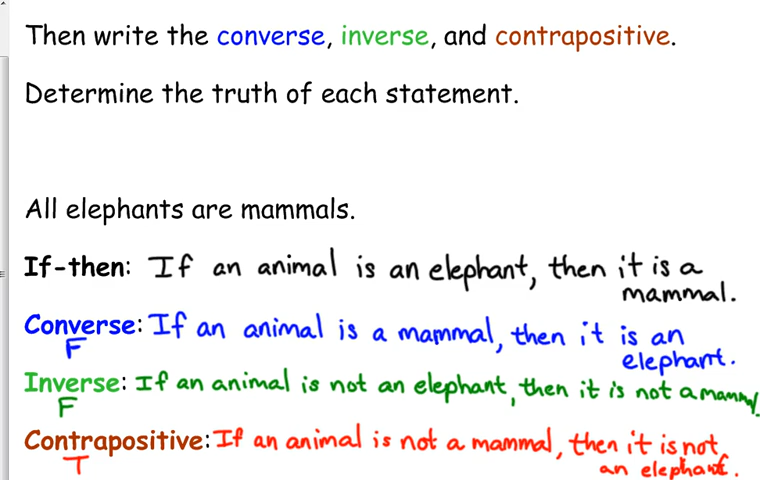 Then write the converse, inverse, and contrapositive.
Determine the truth of each statement.
All elephants are mammals.
If-then: If an animal is an elephant, then it is a
mammal.
Converse: If an animal is a mammal, then it is an
F
elephant.
Inverse: If an animal is not an elephant, then it is not a mammal.
F
Contrapositive: If an animal is not a mammal, then it is not
T
an elephant.